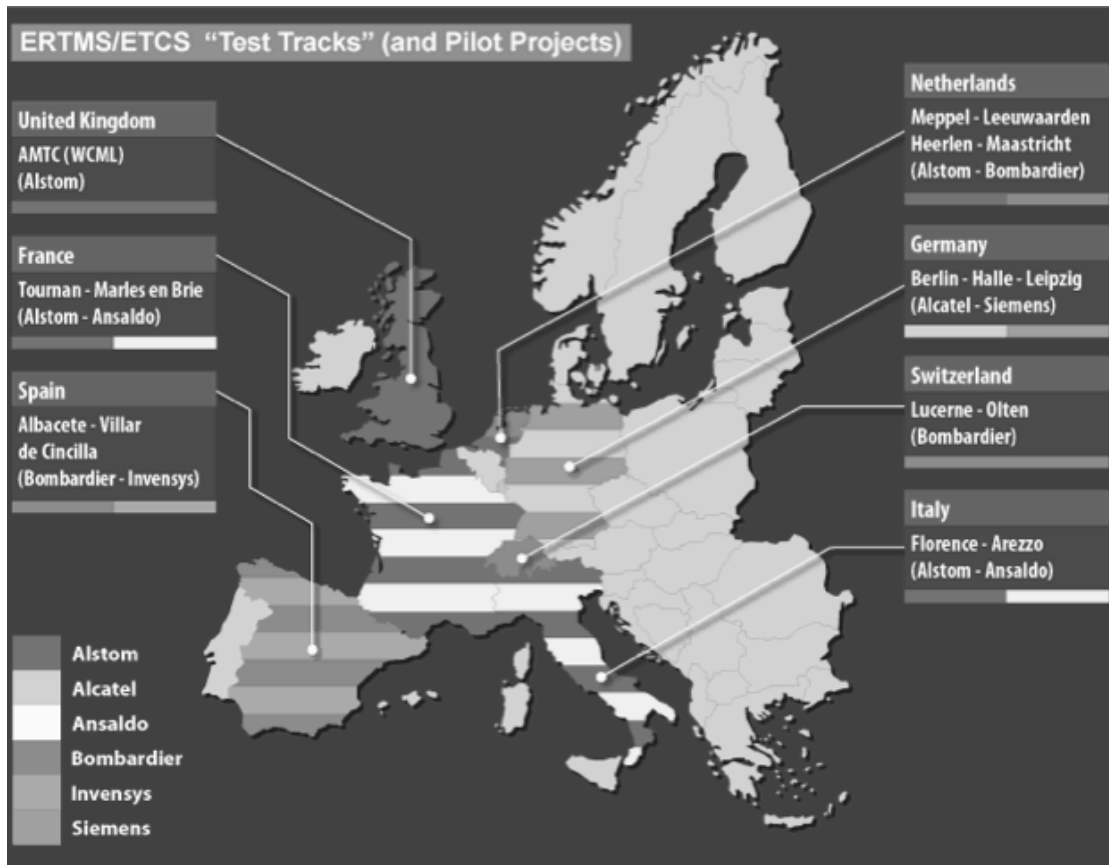 ERTMS/ETCS “Test Tracks” (and Pilot Projects)
United Kingdom
AMTC (WCML)
(Alstom)
France
Tournan - Marles en Brie
(Alstom - Ansaldo)
Spain
Albacete - Villar
de Cincilla
(Bombardier - Invensys)
Netherlands
Meppel - Leeuwaarden
Heerlen - Maastricht
(Alstom - Bombardier)
Germany
Berlin - Halle - Leipzig
(Alcatel - Siemens)
Switzerland
Lucerne - Olten
(Bombardier)
Italy
Florence - Arezzo
(Alstom - Ansaldo)
Alstom
Alcatel
Ansaldo
Bombardier
Invensys
Siemens